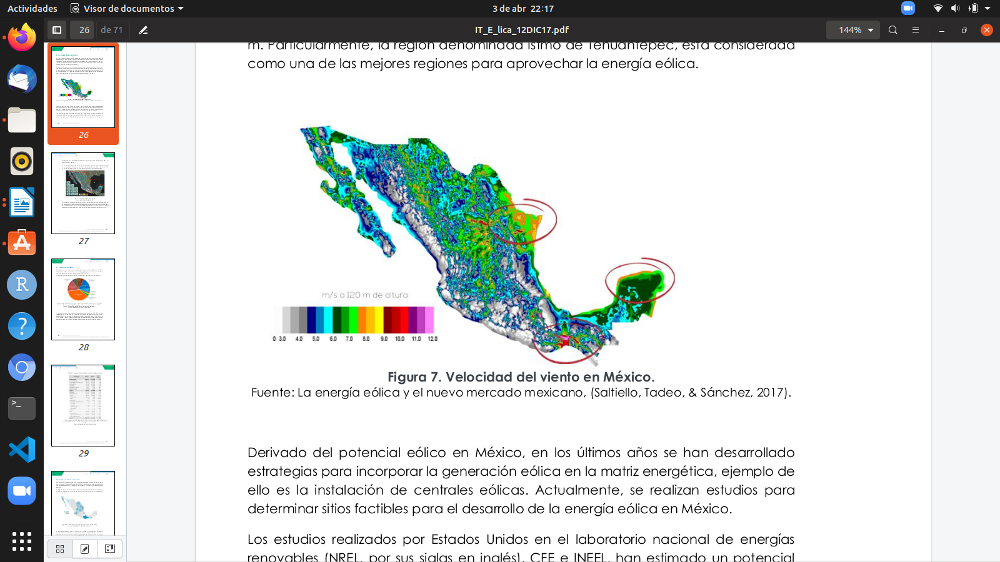 Actividades
Visor de documentos
3 de abr 22:17
26
de 71
IT_E_lica_12DIC17.pdf
144%
26
27
28
29
m. Particularmente, la región denominada Istmo de Tehuantepec, está considerada
como una de las mejores regiones para aprovechar la energía eólica.
m/s a 120 m de altura
0 3.0 4.0 5.0 6.0 7.0 8.0 9.0 10.0 11.0 12.0
Figura 7. Velocidad del viento en México.
Fuente: La energía eólica y el nuevo mercado mexicano, (Saltiello, Tadeo, & Sánchez, 2017).
Derivado del potencial eólico en México, en los últimos años se han desarrollado
estrategias para incorporar la generación eólica en la matriz energética, ejemplo de
ello es la instalación de centrales eólicas. Actualmente, se realizan estudios para
determinar sitios factibles para el desarrollo de la energía eólica en México.
Los estudios realizados por Estados Unidos en el laboratorio nacional de energías
renovables (NREL, por sus siglas en inglés), CFE e INEEL, han estimado un potencial